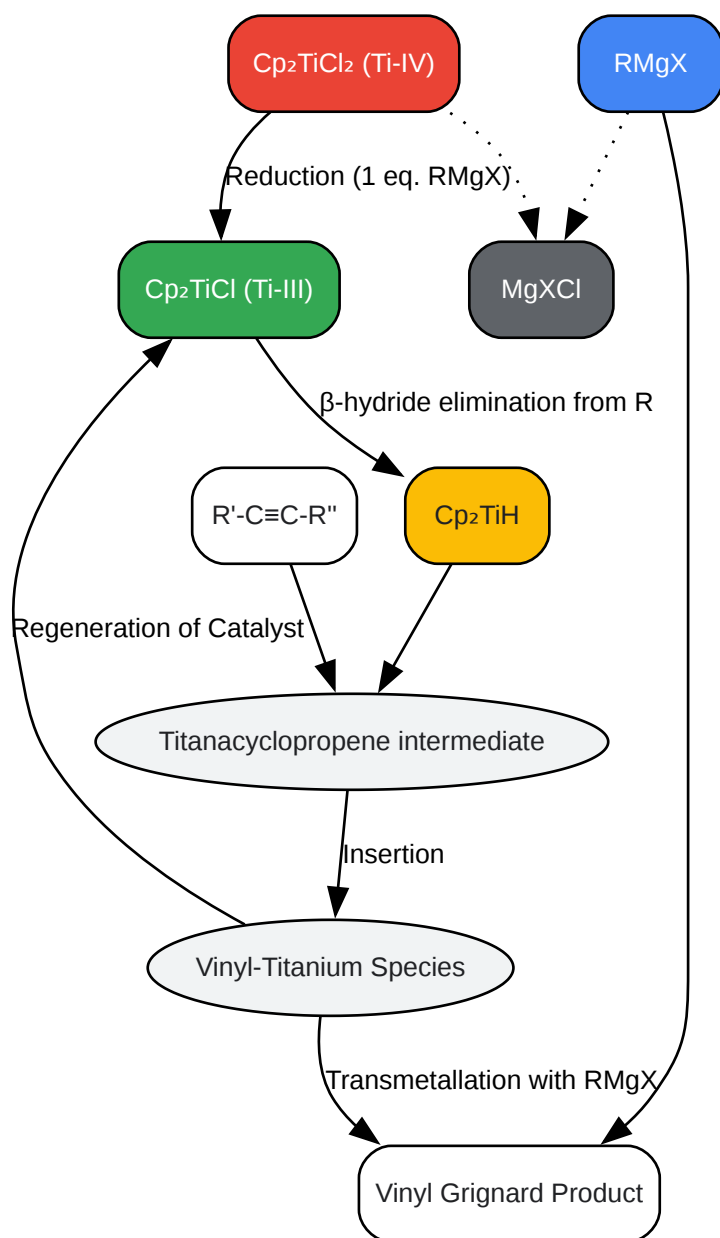 Cp₂TiCl₂ (Ti-IV)
RMgX
Reduction (1 eq. RMgX)
Cp₂TiCl (Ti-III)
MgXCl
β-hydride elimination from R
R'-C≡C-R"
Cp₂TiH
Regeneration of Catalyst
Titanacyclopropene intermediate
Insertion
Vinyl-Titanium Species
Transmetallation with RMgX
Vinyl Grignard Product